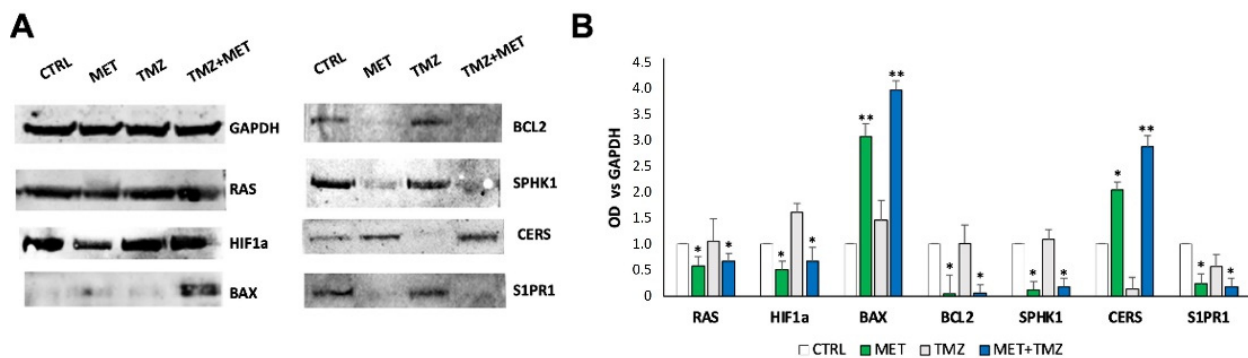 A
CTRL MET TMZ TMZ+MET
GAPDH
RAS
HIF1a
BAX
CTRL MET TMZ TMZ+MET
BCL2
SPHK1
CERS
S1PR1
B
OD vs GAPDH
4.5
4.0
3.5
3.0
2.5
2.0
1.5
1.0
0.5
0
* * * * ** ** * * * * * ** * *
RAS HIF1a BAX BCL2 SPHK1 CERS S1PR1
CTRL MET TMZ MET+TMZ